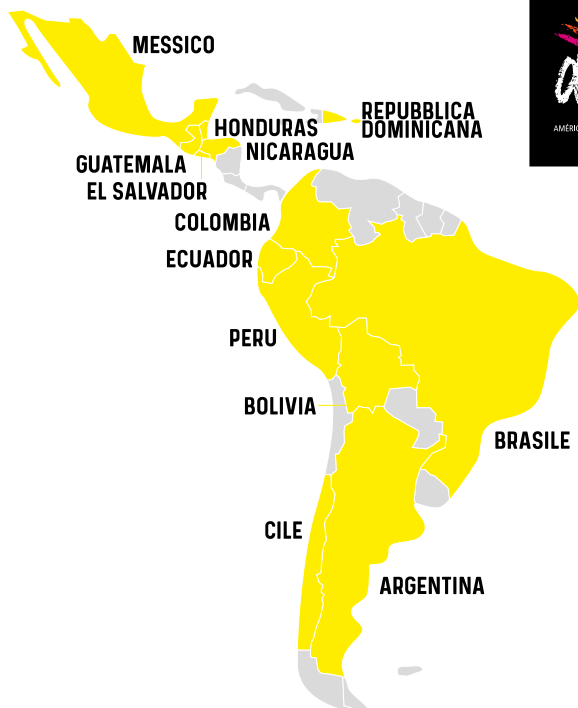 MESSICO
REPUBBLICA
DOMINICANA
HONDURAS
NICARAGUA
GUATEMALA
EL SALVADOR
COLOMBIA
ECUADOR
PERU
BOLIVIA
BRASILE
CILE
ARGENTINA